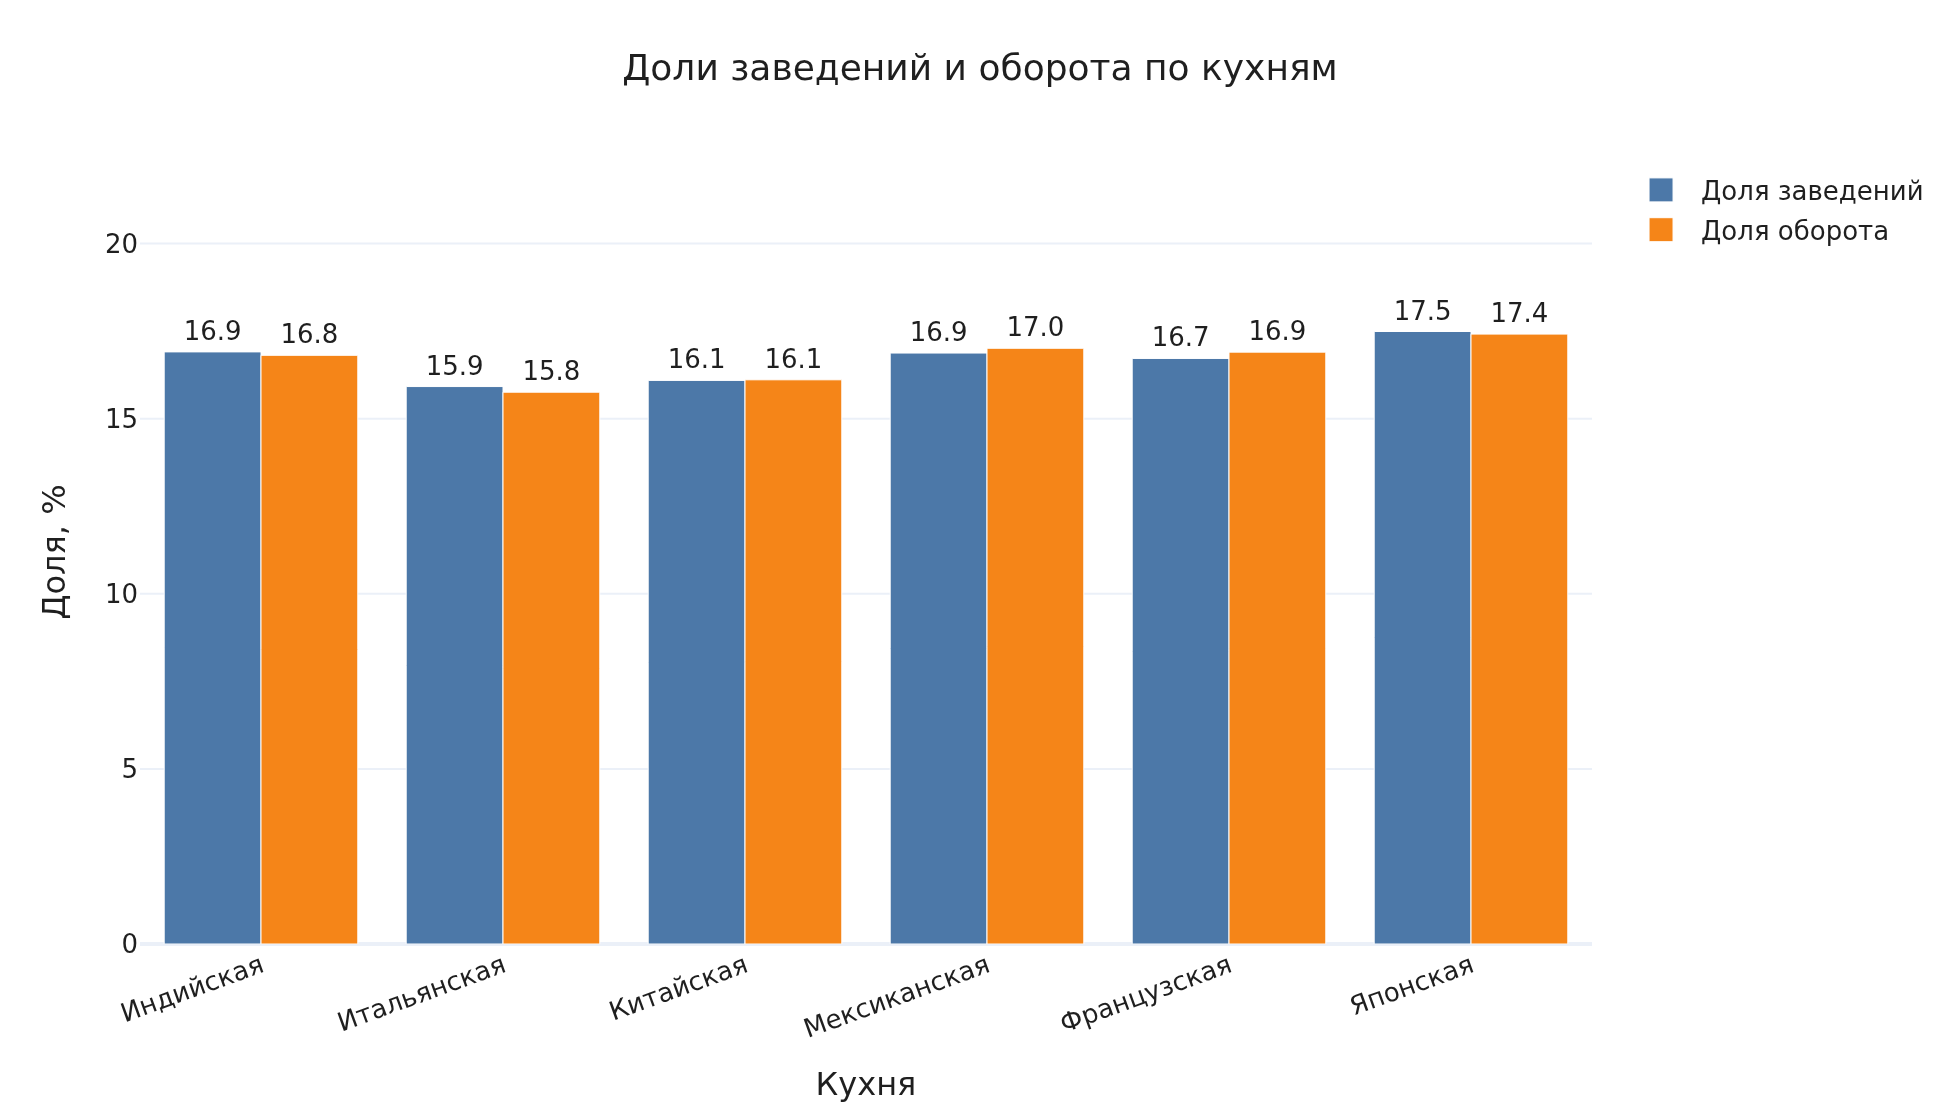 Доли заведений и оборота по кухням
Доля заведений
Доля оборота
Доля, %
20
15
10
5
0
16.9
16.8
15.9
15.8
16.1
16.1
16.9
17.0
16.7
16.9
17.5
17.4
Индийская
Итальянская
Китайская
Мексиканская
Французская
Японская
Кухня